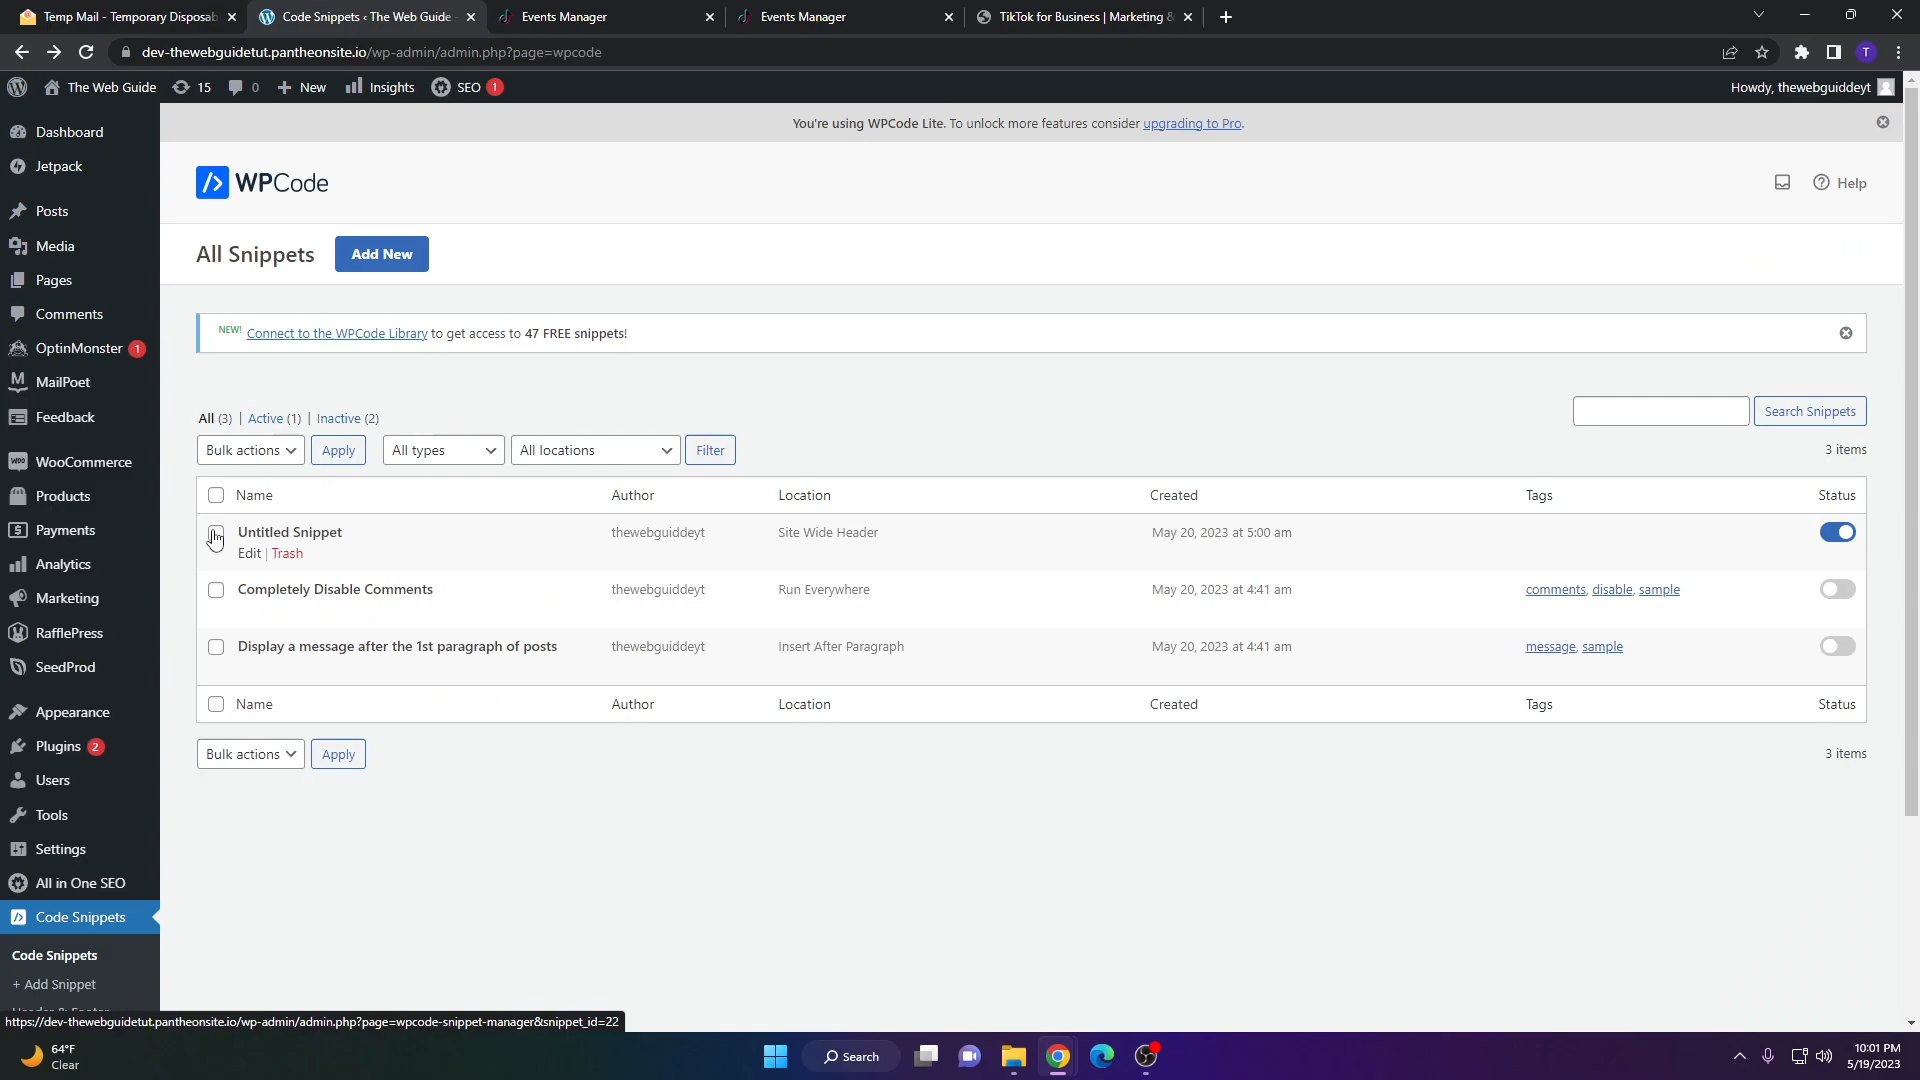 Temp Mail - Temporary Disposab
Code Snippets ‹ The Web Guide
Events Manager
Events Manager
TikTok for Business | Marketing &
dev-thewebguidetut.pantheonsite.io/wp-admin/admin.php?page=wpcode
T
The Web Guide
15
0
New
Insights
SEO 1
Howdy, thewebguiddeyt
You're using WPCode Lite. To unlock more features consider upgrading to Pro.
Dashboard
Jetpack
Posts
Media
Pages
Comments
OptinMonster 1
MailPoet
Feedback
WooCommerce
Products
Payments
Analytics
Marketing
RafflePress
SeedProd
Appearance
Plugins 2
Users
Tools
Settings
All in One SEO
Code Snippets
Code Snippets
+ Add Snippet
WPCode
Help
All Snippets
Add New
NEW! Connect to the WPCode Library to get access to 47 FREE snippets!
All (3) | Active (1) | Inactive (2)
Search Snippets
Bulk actions
Apply
All types
All locations
Filter
3 items
Name Author Location Created Tags Status
Untitled Snippet thewebguiddeyt Site Wide Header May 20, 2023 at 5:00 am
Edit | Trash
Completely Disable Comments thewebguiddeyt Run Everywhere May 20, 2023 at 4:41 am comments, disable, sample
Display a message after the 1st paragraph of posts thewebguiddeyt Insert After Paragraph May 20, 2023 at 4:41 am message, sample
Name Author Location Created Tags Status
Bulk actions
Apply
3 items
https://dev-thewebguidetut.pantheonsite.io/wp-admin/admin.php?page=wpcode-snippet-manager&snippet_id=22
64°F
Clear
Search
10:01 PM
5/19/2023